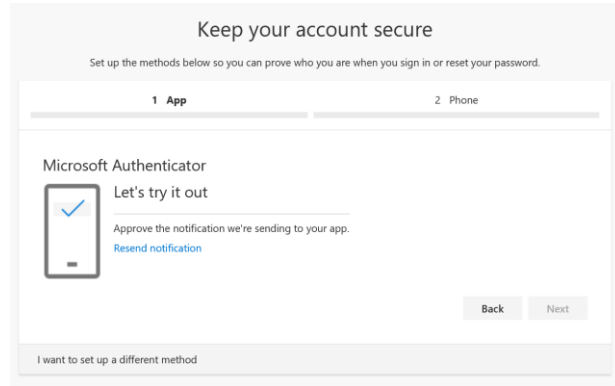 Keep your account secure
Set up the methods below so you can prove who you are when you sign in or reset your password.
1 App
2 Phone
Microsoft Authenticator
Let's try it out
Approve the notification we're sending to your app.
Resend notification
Back
Next
I want to set up a different method